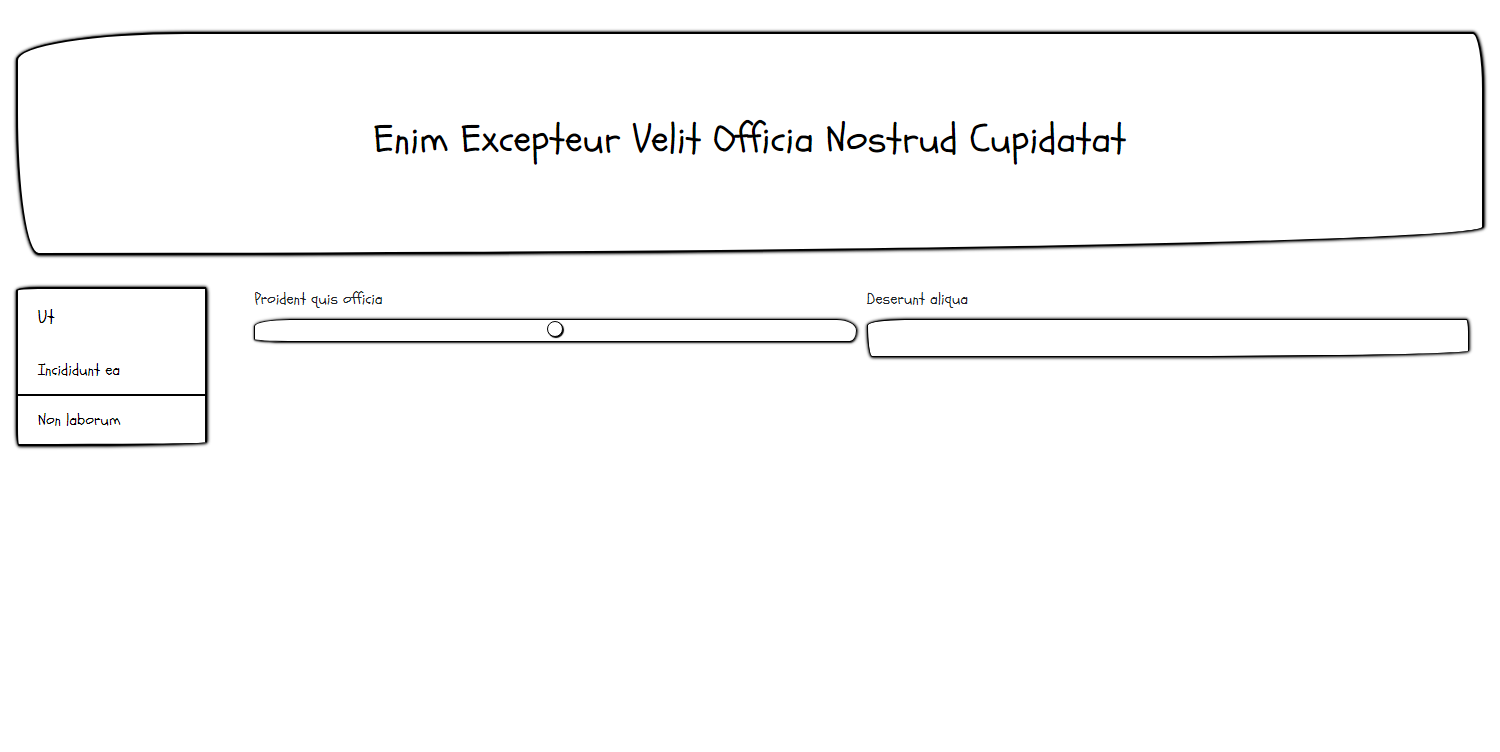 Enim Excepteur Velit Officia Nostrud Cupidatat
Ut
Incididunt ea
Non laborum
Proident quis officia
Deserunt aliqua